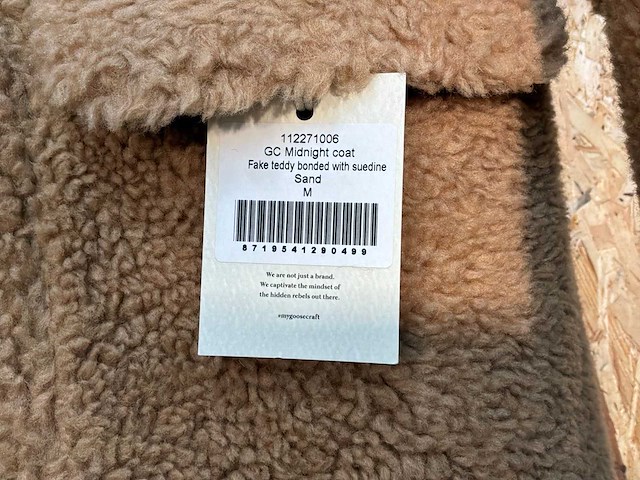 112271006
GC Midnight coat
Fake teddy bonded with suedine
Sand
M
8719541290499
We are not just a brand.
We captivate the mindset of
the hidden rebels out there.
#mygoosecraft